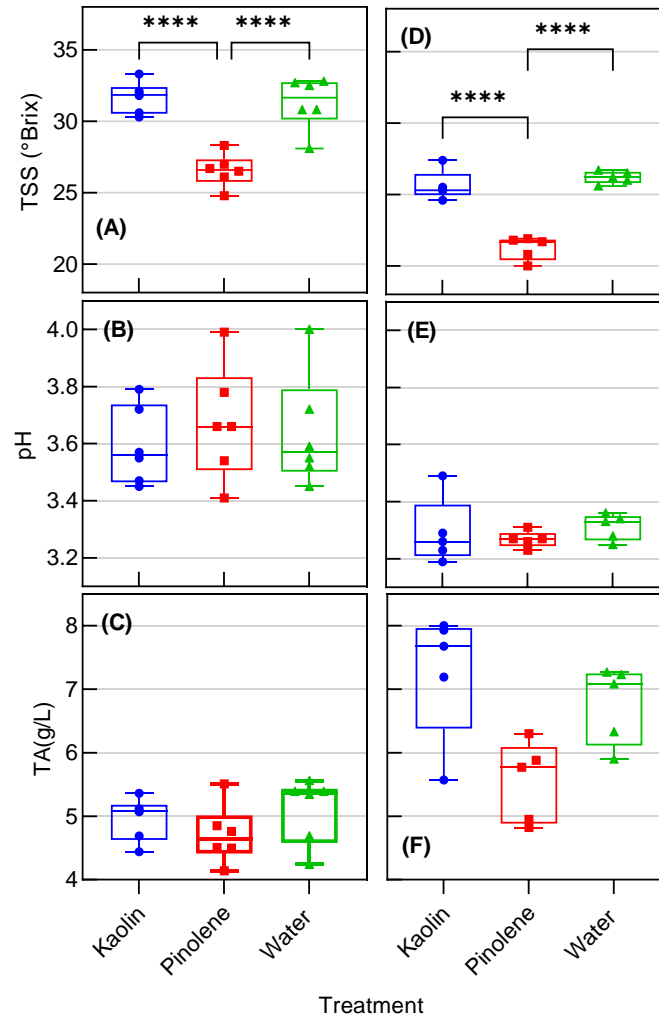 **** ****
35
30
25
20
TSS (°Brix)
(A)
****
****
(D)
4.0
3.8
3.6
3.4
3.2
pH
(B)
(E)
8
7
6
5
4
TA(g/L)
(C)
(F)
Kaolin
Pinolene
Water
Kaolin
Pinolene
Water
Treatment